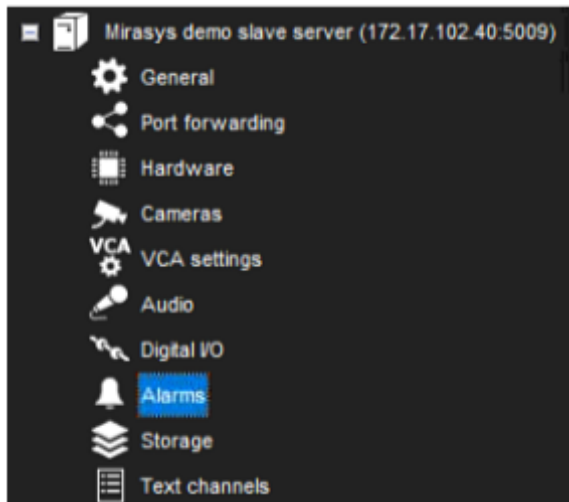 Mirasys demo slave server (172.17.102.40:5009)
General
Port forwarding
Hardware
Cameras
VCA
VCA settings
Audio
Digital I/O
Alarms
Storage
Text channels